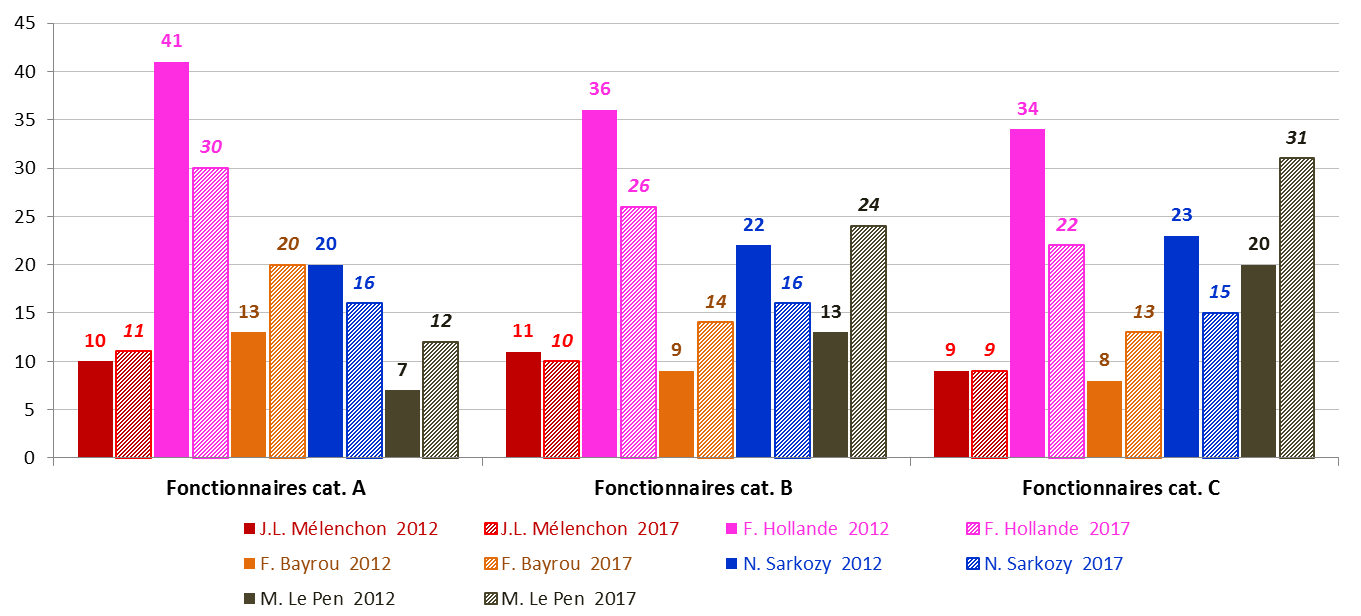 45
40
35
30
25
20
15
10
5
0
10 11 41 30 13 20 20 16 7 12
11 10 36 26 9 14 22 16 13 24
9 9 34 22 8 13 23 15 20 31
Fonctionnaires cat. A Fonctionnaires cat. B Fonctionnaires cat. C
J.L. Mélenchon 2012 J.L. Mélenchon 2017 F. Hollande 2012 F. Hollande 2017
F. Bayrou 2012 F. Bayrou 2017 N. Sarkozy 2012 N. Sarkozy 2017
M. Le Pen 2012 M. Le Pen 2017